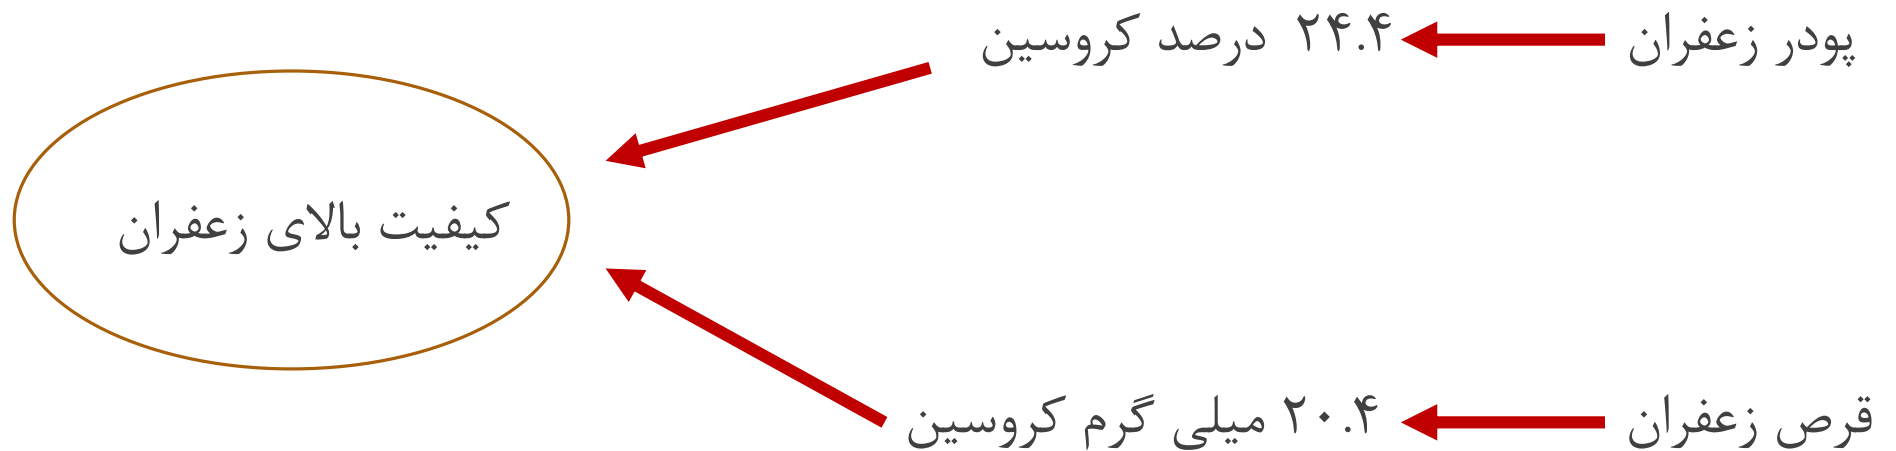 پودر زعفران
۲۴.۴ درصد کروسین
کیفیت بالای زعفران
قرص زعفران
۲۰.۴ میلی گرم کروسین